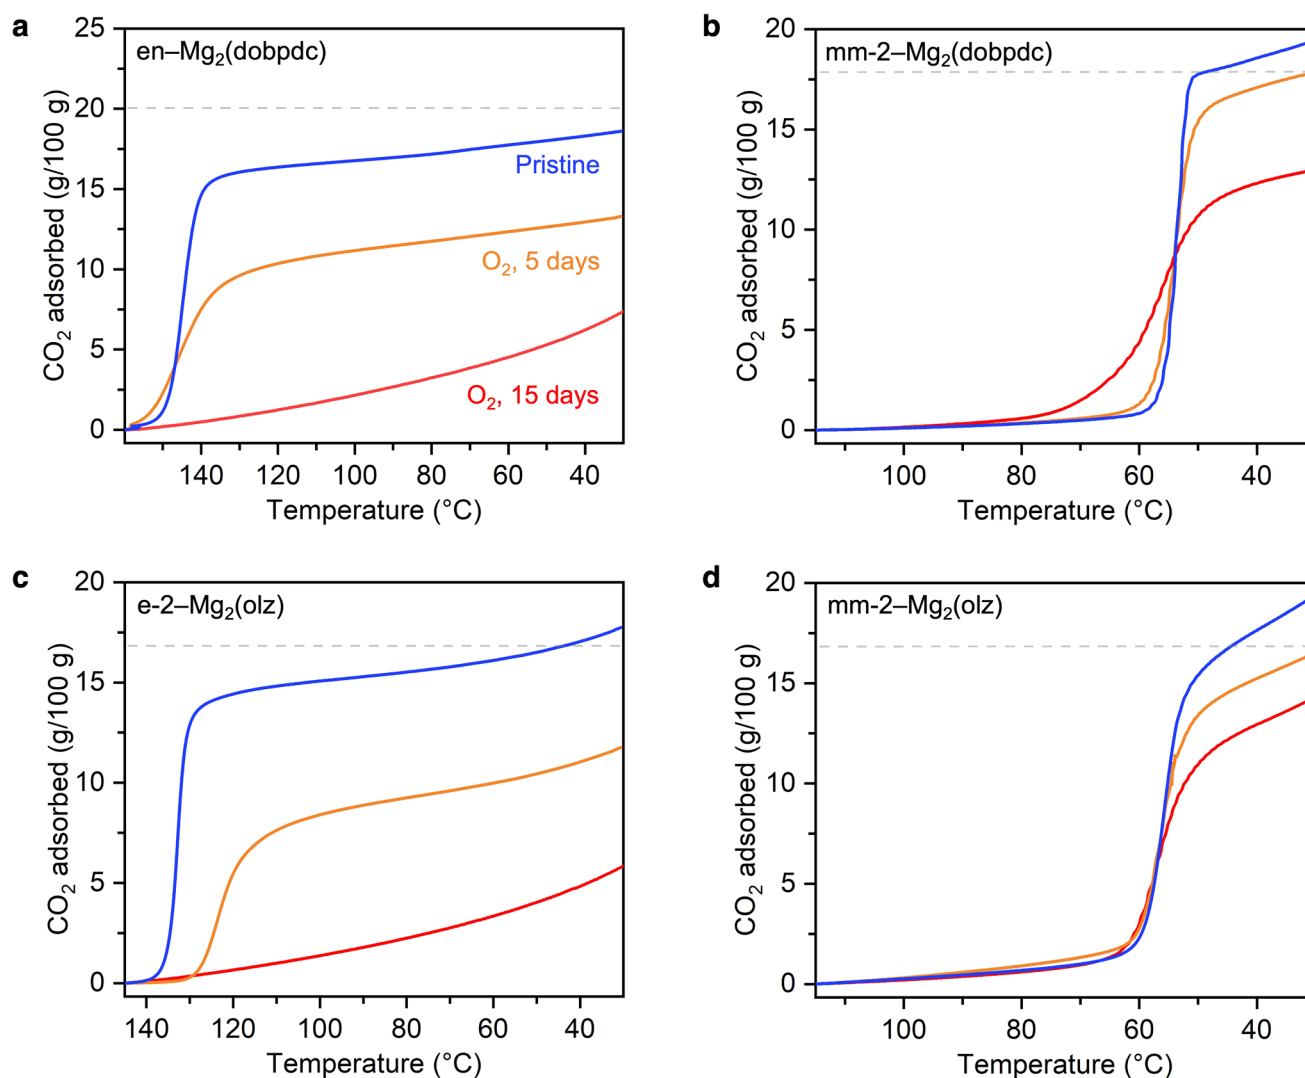 a
en–Mg₂(dobpdc)
25
20
15
10
5
0
CO₂ adsorbed (g/100 g)
Pristine
O₂, 5 days
O₂, 15 days
140 120 100 80 60 40
Temperature (°C)
b
mm-2–Mg₂(dobpdc)
20
15
10
5
0
CO₂ adsorbed (g/100 g)
100 80 60 40
Temperature (°C)
c
e-2–Mg₂(olz)
20
15
10
5
0
CO₂ adsorbed (g/100 g)
140 120 100 80 60 40
Temperature (°C)
d
mm-2–Mg₂(olz)
20
15
10
5
0
CO₂ adsorbed (g/100 g)
100 80 60 40
Temperature (°C)